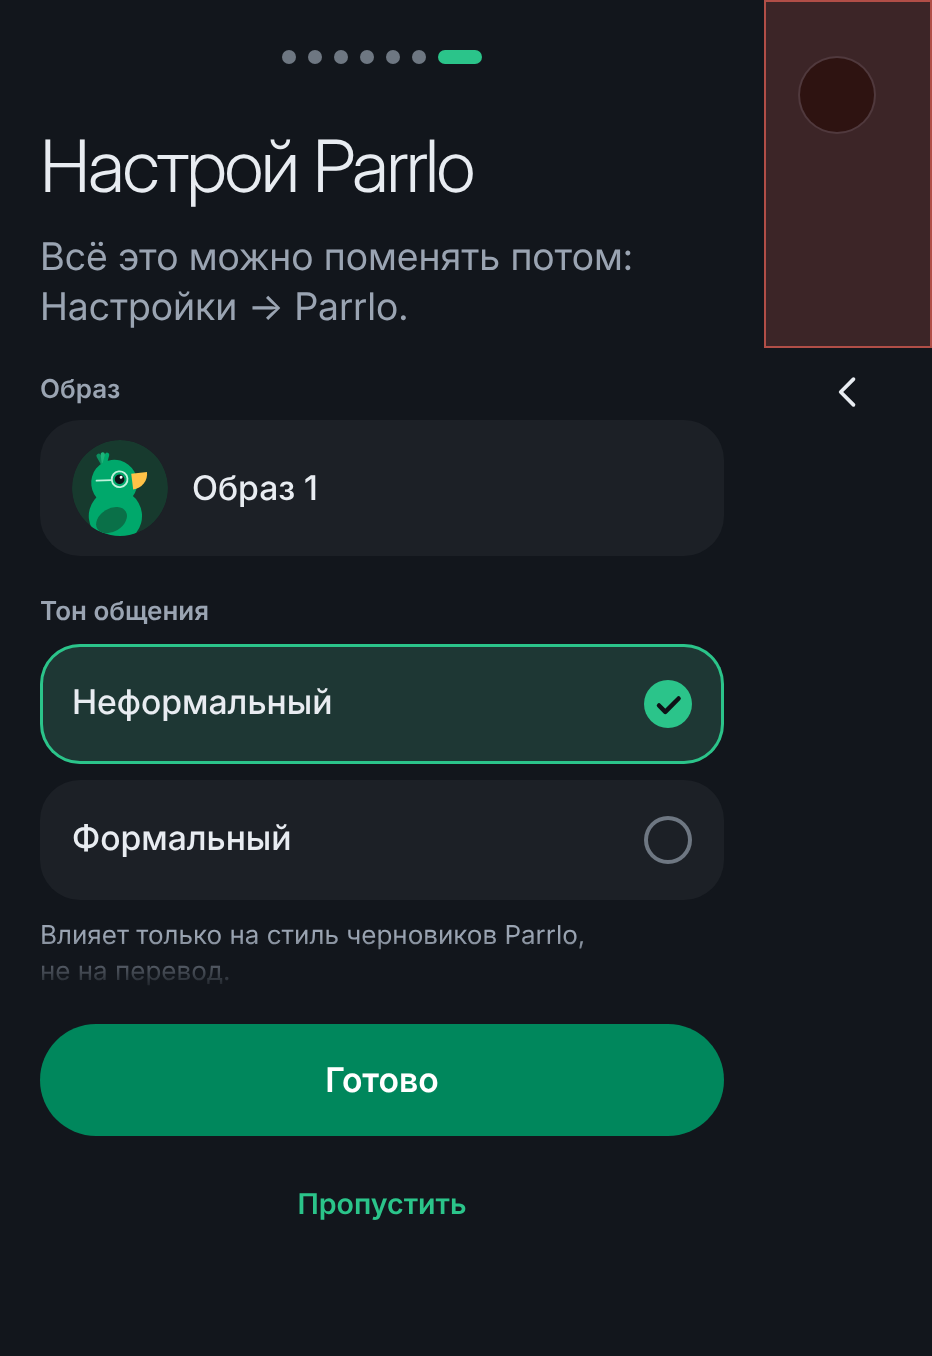 Настрой Parrlo
Всё это можно поменять потом:
Настройки → Parrlo.
Образ
Образ 1
Тон общения
Неформальный
Формальный
Влияет только на стиль черновиков Parrlo,
не на перевод.
Готово
Пропустить